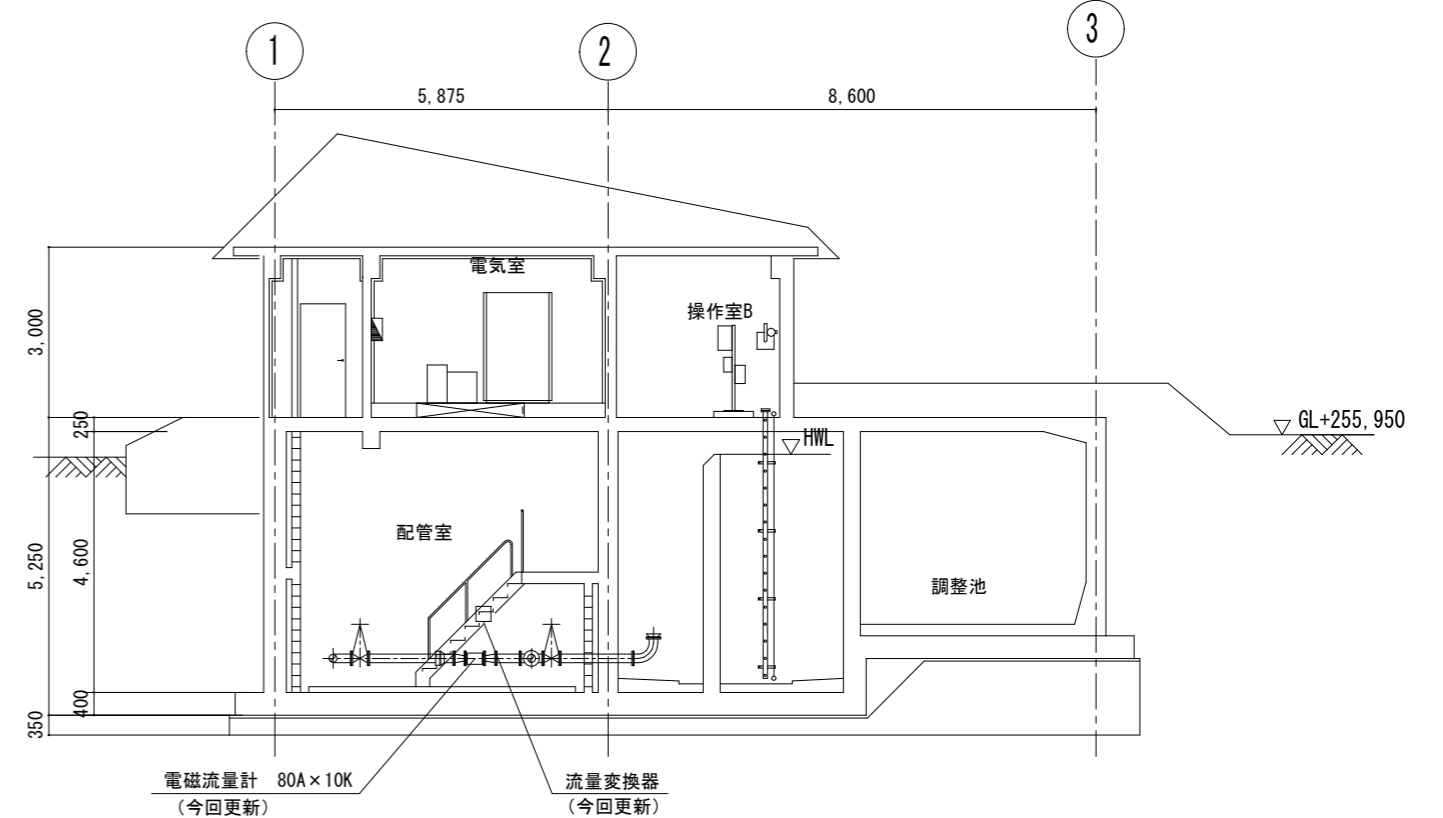 1
2
3
5,875
8,600
電気室
操作室B
3,000
250
GL+255,950
HWL
配管室
5,250
4,600
調整池
400
350
電磁流量計　80A×10K
(今回更新)
流量変換器
(今回更新)